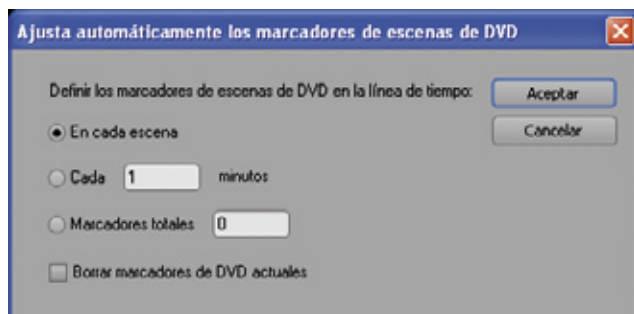 Ajusta automáticamente los marcadores de escenas de DVD
Definir los marcadores de escenas de DVD en la línea de tiempo:
Aceptar
En cada escena
Cancelar
Cada 1 minutos
Marcadores totales 0
Borrar marcadores de DVD actuales